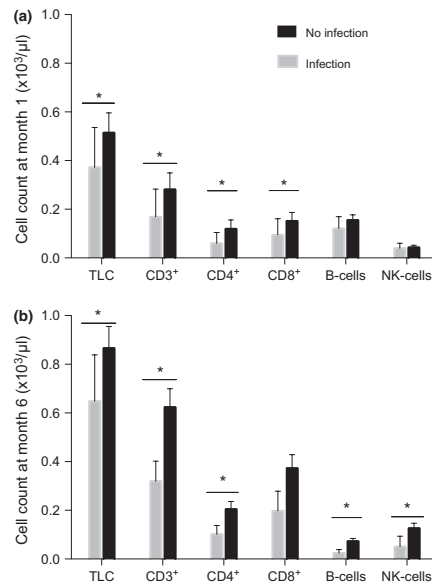 (a)
No infection
Infection
Cell count at month 1 (x10³/µl)
1.0
0.8
0.6
0.4
0.2
0.0
*
*
*
*
TLC CD3⁺ CD4⁺ CD8⁺ B-cells NK-cells
(b)
Cell count at month 6 (x10³/µl)
1.0
0.8
0.6
0.4
0.2
0.0
*
*
*
*
*
TLC CD3⁺ CD4⁺ CD8⁺ B-cells NK-cells